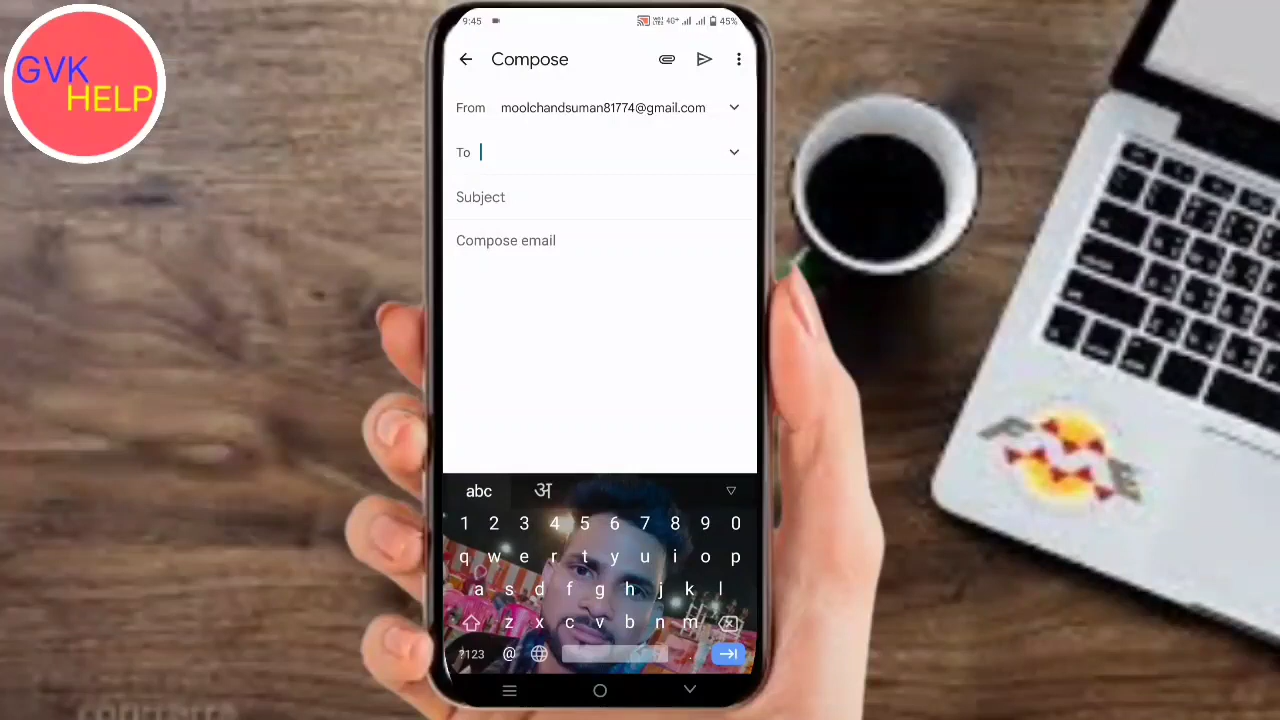 GVK
HELP
9:45 4G+ 45%
Compose
From moolchandsuman81774@gmail.com
To
Subject
Compose email
abc अ
1 2 3 4 5 6 7 8 9 0
q w e r t y u i o p
a s d f g h j k l
z x c v b n m
?123 @ .